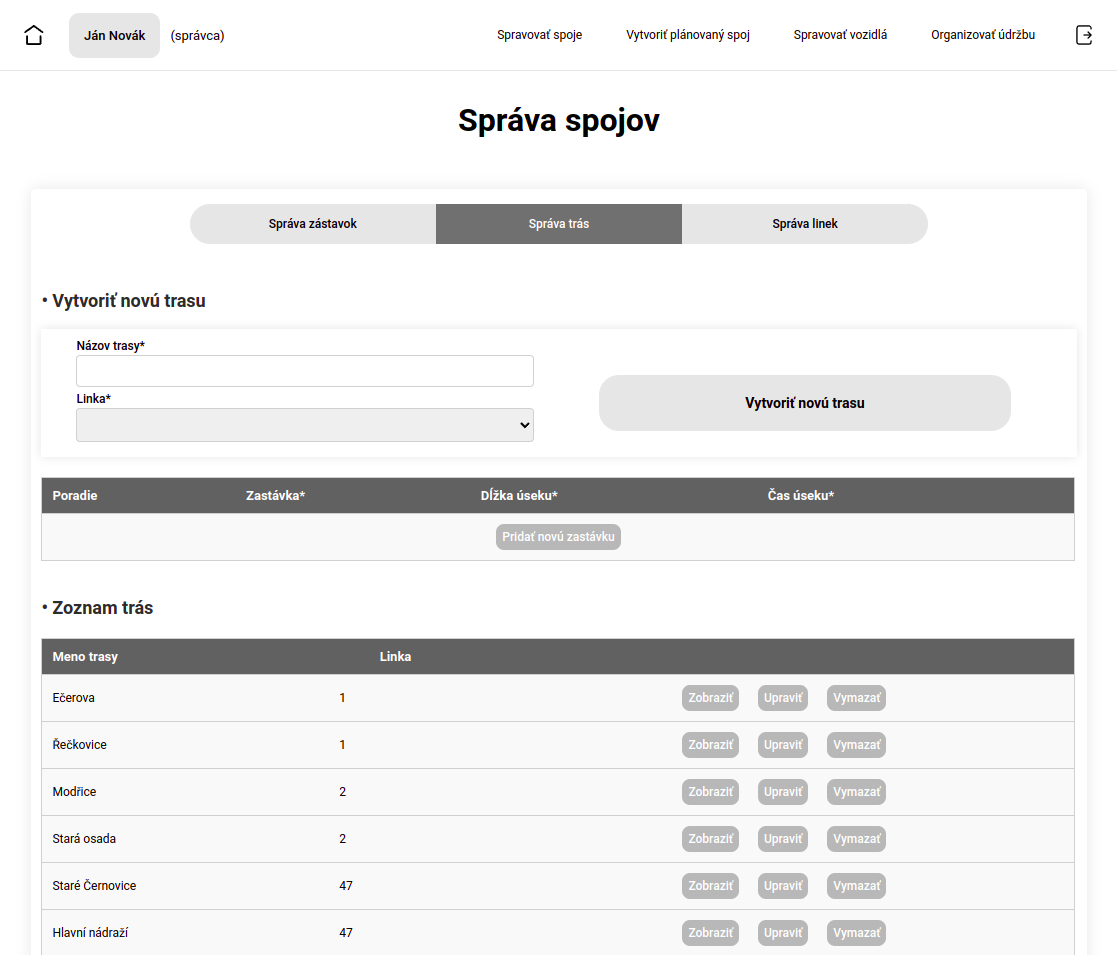 Ján Novák (správca) Spravovať spoje Vytvoriť plánovaný spoj Spravovať vozidlá Organizovať údržbu
Správa spojov
Správa zástavok Správa trás Správa linek
• Vytvoriť novú trasu
Názov trasy*
Linka*
Vytvoriť novú trasu
Poradie Zastávka* Dĺžka úseku* Čas úseku*
Pridať novú zastávku
• Zoznam trás
Meno trasy Linka
Ečerova 1 Zobraziť Upraviť Vymazať
Řečkovice 1 Zobraziť Upraviť Vymazať
Modřice 2 Zobraziť Upraviť Vymazať
Stará osada 2 Zobraziť Upraviť Vymazať
Staré Černovice 47 Zobraziť Upraviť Vymazať
Hlavní nádraží 47 Zobraziť Upraviť Vymazať